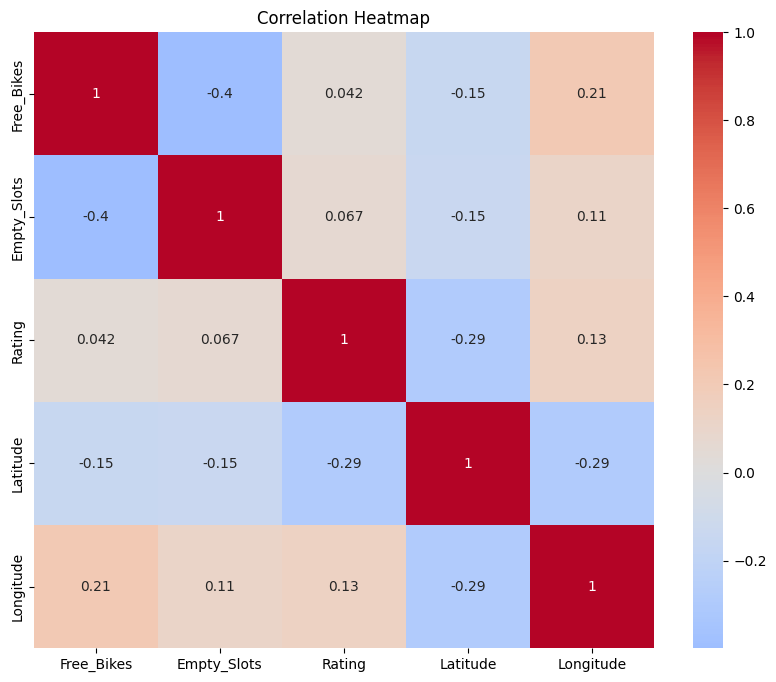 Correlation Heatmap
Free_Bikes 1 -0.4 0.042 -0.15 0.21
Empty_Slots -0.4 1 0.067 -0.15 0.11
Rating 0.042 0.067 1 -0.29 0.13
Latitude -0.15 -0.15 -0.29 1 -0.29
Longitude 0.21 0.11 0.13 -0.29 1
Free_Bikes Empty_Slots Rating Latitude Longitude
1.0
0.8
0.6
0.4
0.2
0.0
−0.2